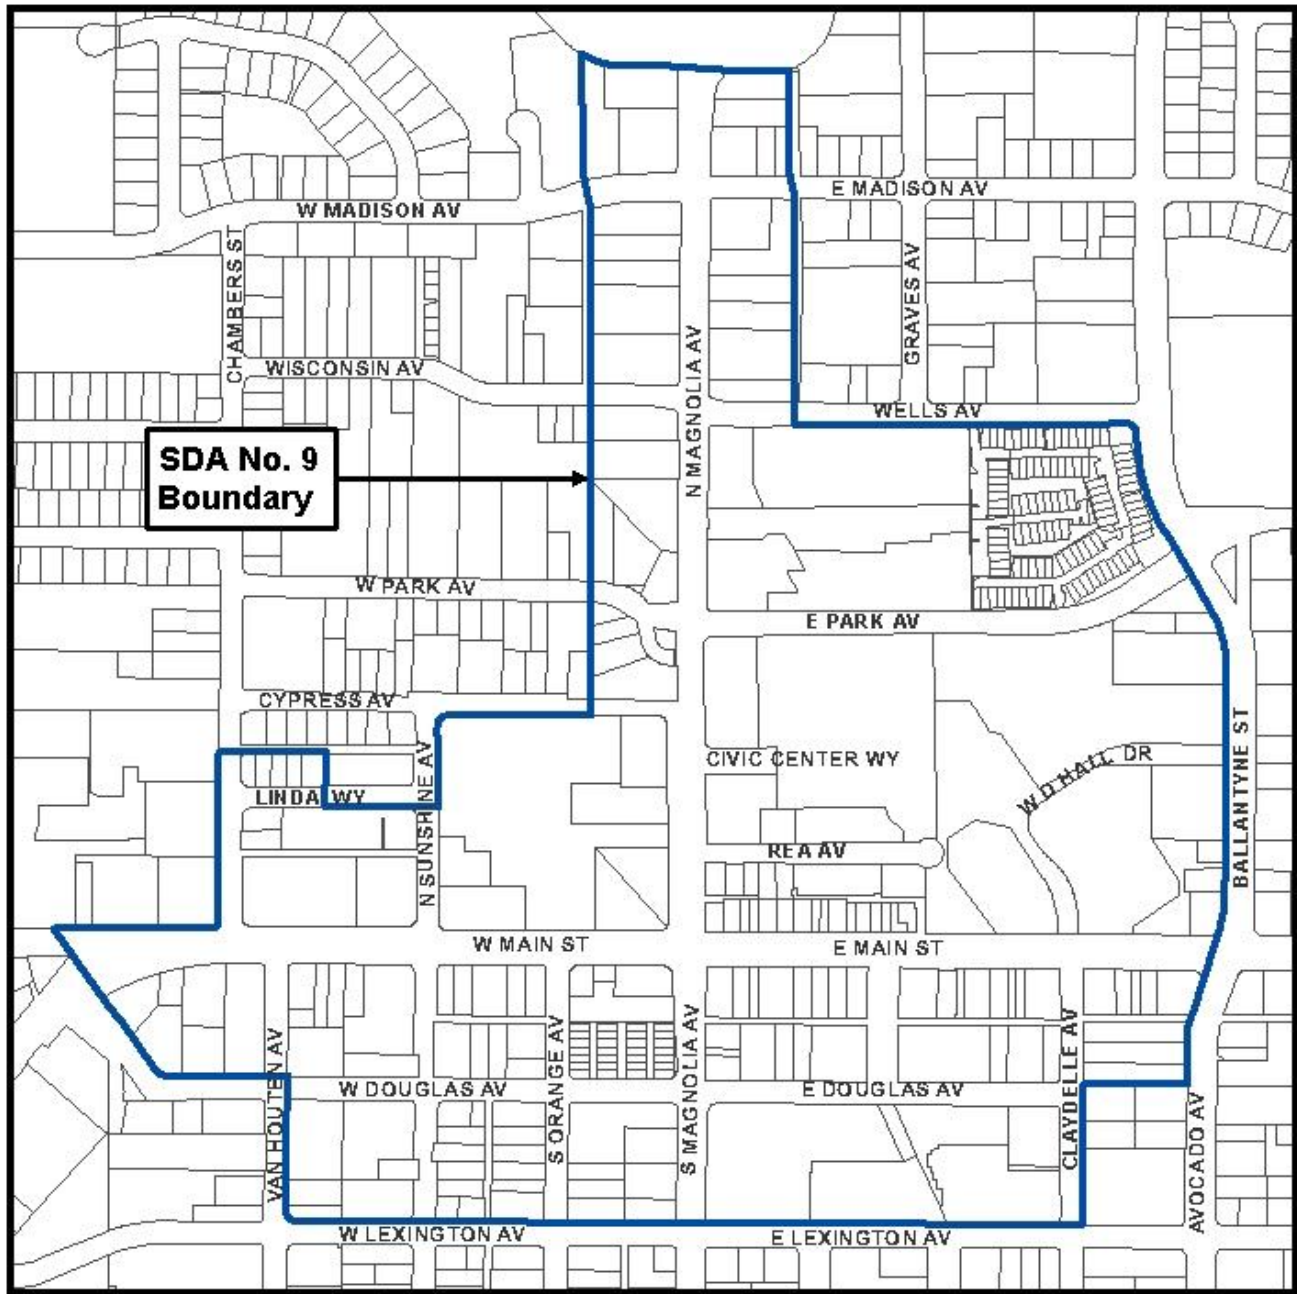 E MADISON AV
W MADISON AV
CHAMBERS ST
GRAVES AV
N MAGNOLIA AV
WISCONSIN AV
WELLS AV
SDA No. 9
Boundary
W PARK AV
E PARK AV
CYPRESS AV
N SUNSHINE AV
CIVIC CENTER WY
W D HALL DR
BALLANTYNE ST
LINDA WY
REA AV
W MAIN ST
E MAIN ST
VAN HOUTEN AV
S ORANGE AV
S MAGNOLIA AV
CLAYDELLE AV
W DOUGLAS AV
E DOUGLAS AV
AVOCADO AV
W LEXINGTON AV
E LEXINGTON AV